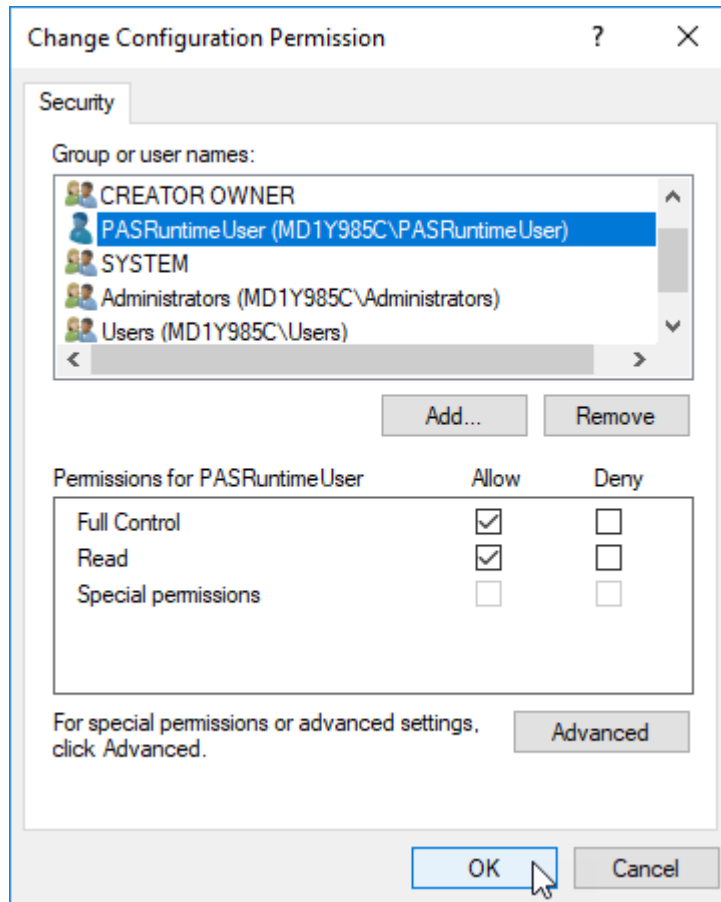 Change Configuration Permission ? ×
Security
Group or user names:
CREATOR OWNER
PASRuntimeUser (MD1Y985C\PASRuntimeUser)
SYSTEM
Administrators (MD1Y985C\Administrators)
Users (MD1Y985C\Users)
Add... Remove
Permissions for PASRuntimeUser Allow Deny
Full Control
Read
Special permissions
For special permissions or advanced settings,
click Advanced.
Advanced
OK Cancel